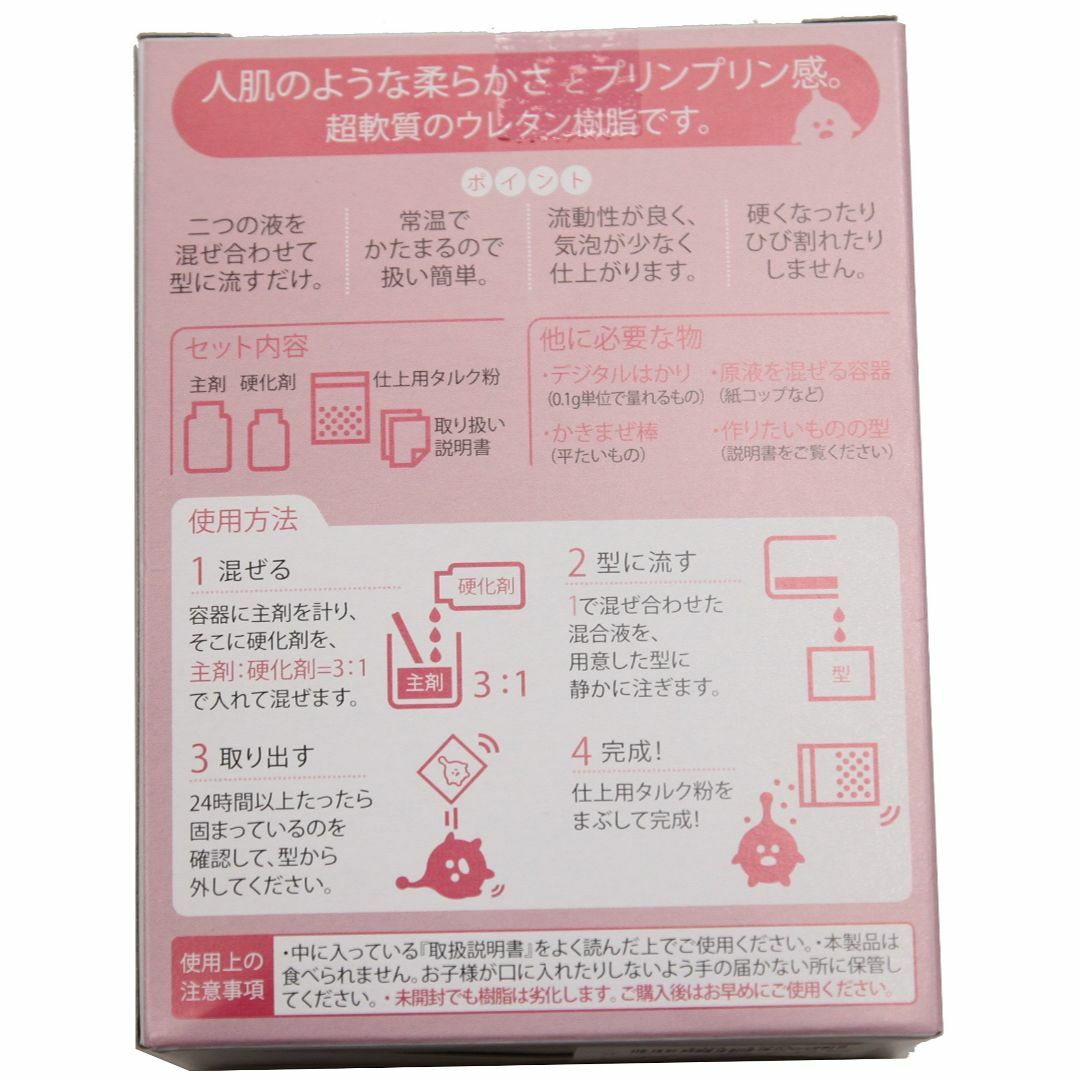 人肌のような柔らかさとプリンプリン感。
超軟質のウレタン樹脂です。
ポイント
二つの液を
混ぜ合わせて
型に流すだけ。
常温で
かたまるので
扱い簡単。
流動性が良く、
気泡が少なく
仕上がります。
硬くなったり
ひび割れたり
しません。
セット内容
主剤 硬化剤
仕上用タルク粉
取り扱い
説明書
他に必要な物
・デジタルはかり
(0.1g単位で量れるもの)
・原液を混ぜる容器
(紙コップなど)
・かきまぜ棒
(平たいもの)
・作りたいものの型
(説明書をご覧ください)
使用方法
1 混ぜる
容器に主剤を計り、
そこに硬化剤を、
主剤:硬化剤=3:1
で入れて混ぜます。
硬化剤
主剤
3:1
2 型に流す
1で混ぜ合わせた
混合液を、
用意した型に
静かに注ぎます。
型
3 取り出す
24時間以上たったら
固まっているのを
確認して、型から
外してください。
4 完成!
仕上用タルク粉を
まぶして完成!
使用上の
注意事項
・中に入っている『取扱説明書』をよく読んだ上でご使用ください。・本製品は
食べられません。お子様が口に入れたりしないよう手の届かない所に保管し
てください。・未開封でも樹脂は劣化します。ご購入後はお早めにご使用ください。